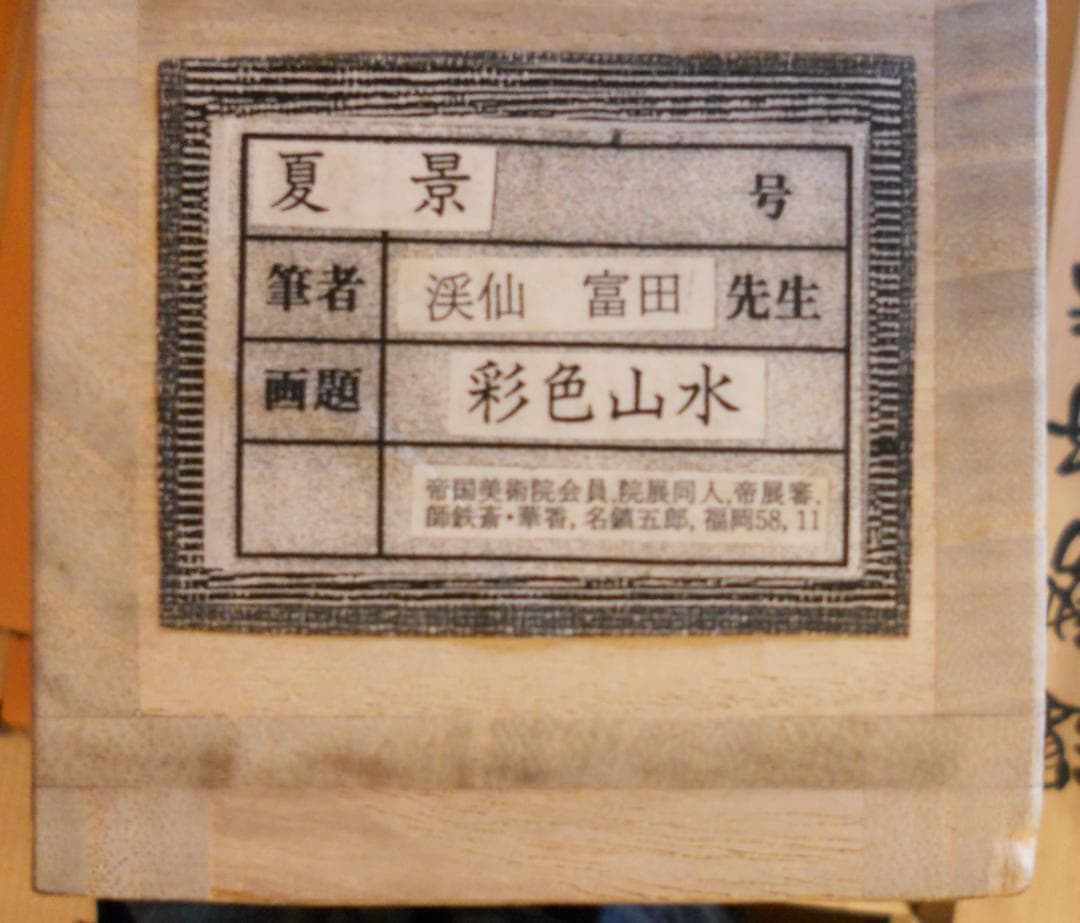 夏 景 号
筆者 渓仙 富田 先生
画題 彩色山水
帝国美術院会員,院展同人,帝展審,
師鉄斎・華香, 名鎮五郎, 福岡58, 11